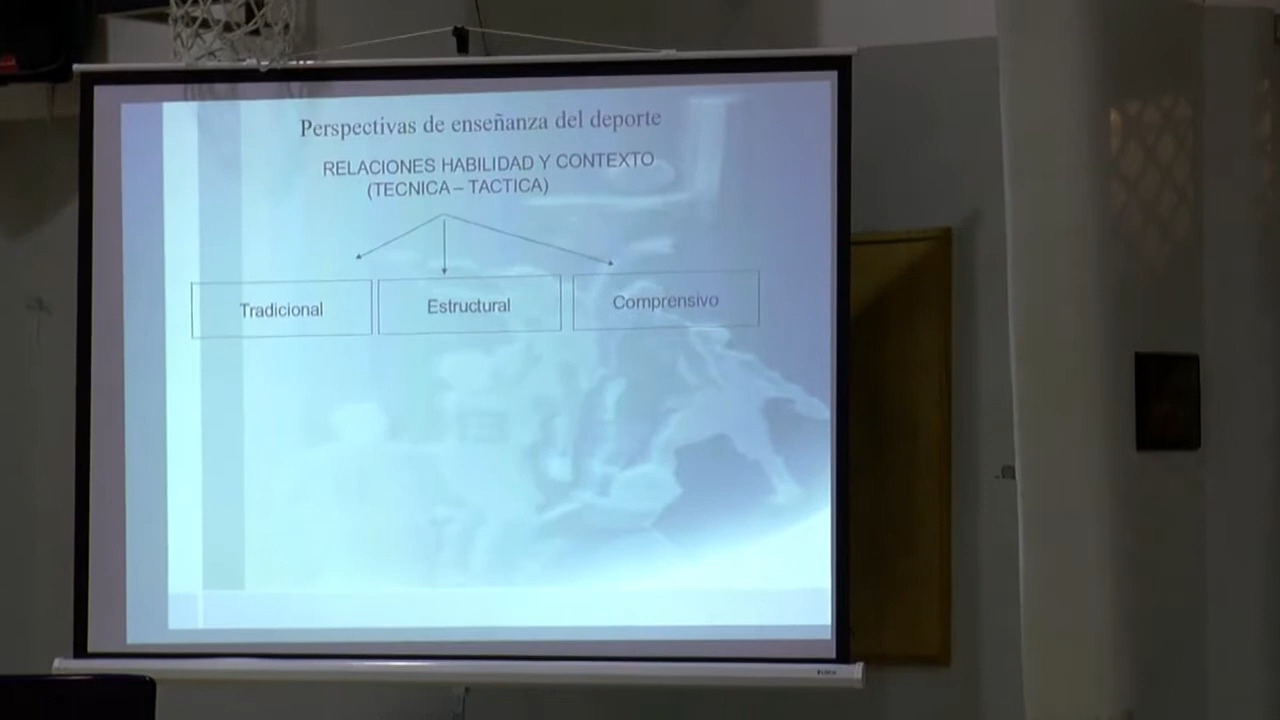 Perspectivas de enseñanza del deporte
RELACIONES HABILIDAD Y CONTEXTO
(TECNICA – TACTICA)
Tradicional
Estructural
Comprensivo